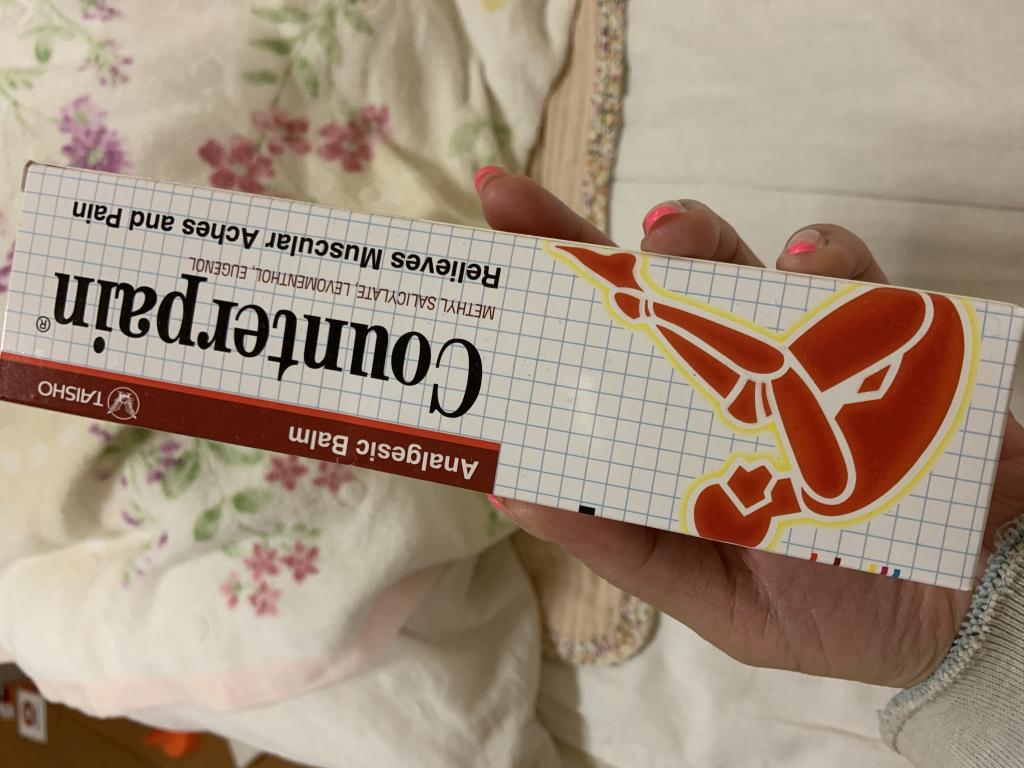 Analgesic Balm
TAISHO
Counterpain®
METHYL SALICYLATE, LEVOMENTHOL, EUGENOL
Relieves Muscular Aches and Pain